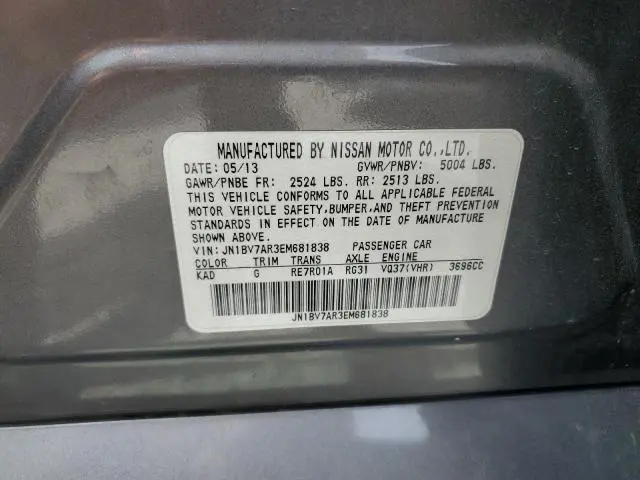 MANUFACTURED BY NISSAN MOTOR CO.,LTD.
DATE: 05/13 GVWR/PNBV: 5004 LBS.
GAWR/PNBE FR: 2524 LBS. RR: 2513 LBS.
THIS VEHICLE CONFORMS TO ALL APPLICABLE FEDERAL
MOTOR VEHICLE SAFETY,BUMPER,AND THEFT PREVENTION
STANDARDS IN EFFECT ON THE DATE OF MANUFACTURE
SHOWN ABOVE.
VIN:JN1BV7AR3EM681838 PASSENGER CAR
COLOR TRIM TRANS AXLE ENGINE
KAD G RE7R01A RG31 VQ37(VHR) 3696CC
JN1BV7AR3EM681838